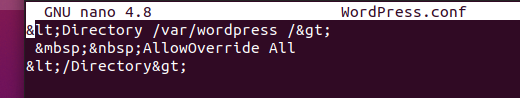 GNU nano 4.8 WordPress.conf
&lt;Directory /var/wordpress /&gt;
&mbsp;&nbsp;AllowOverride All
&lt;/Directory&gt;